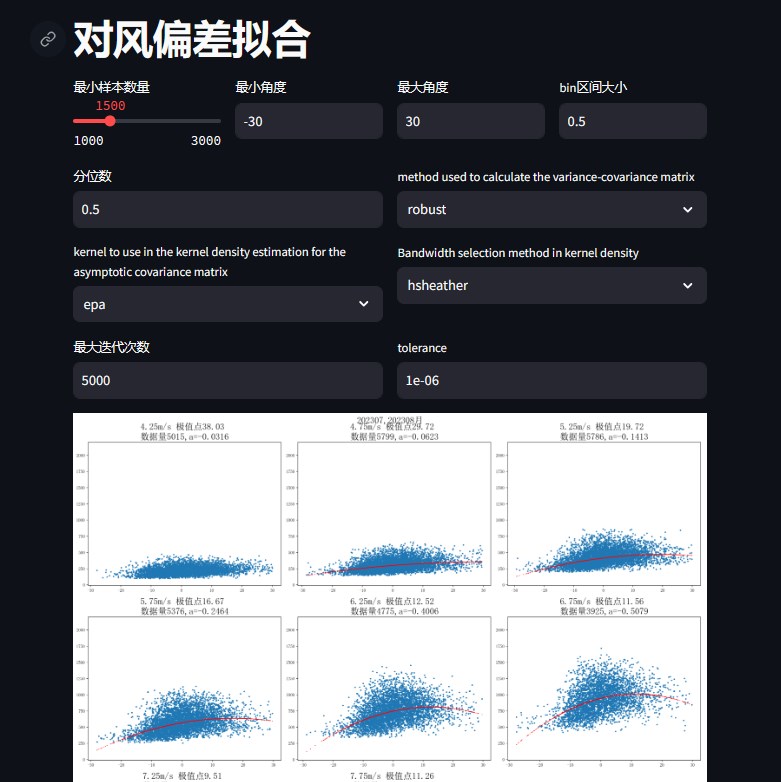 对风偏差拟合
最小样本数量 最小角度 最大角度 bin区间大小
1500
-30 30 0.5
1000 3000
分位数 method used to calculate the variance-covariance matrix
0.5 robust
kernel to use in the kernel density estimation for the asymptotic covariance matrix
Bandwidth selection method in kernel density
epa hsheather
最大迭代次数 tolerance
5000 1e-06
202307_202308月
4.25m/s 极值点38.03 4.75m/s 极值点29.72 5.25m/s 极值点19.72
数据量5015,a=-0.0316 数据量5799,a=-0.0623 数据量5786,a=-0.1413
5.75m/s 极值点16.67 6.25m/s 极值点12.52 6.75m/s 极值点11.56
数据量5376,a=-0.2464 数据量4775,a=-0.4006 数据量3925,a=-0.5079
7.25m/s 极值点9.51 7.75m/s 极值点11.26